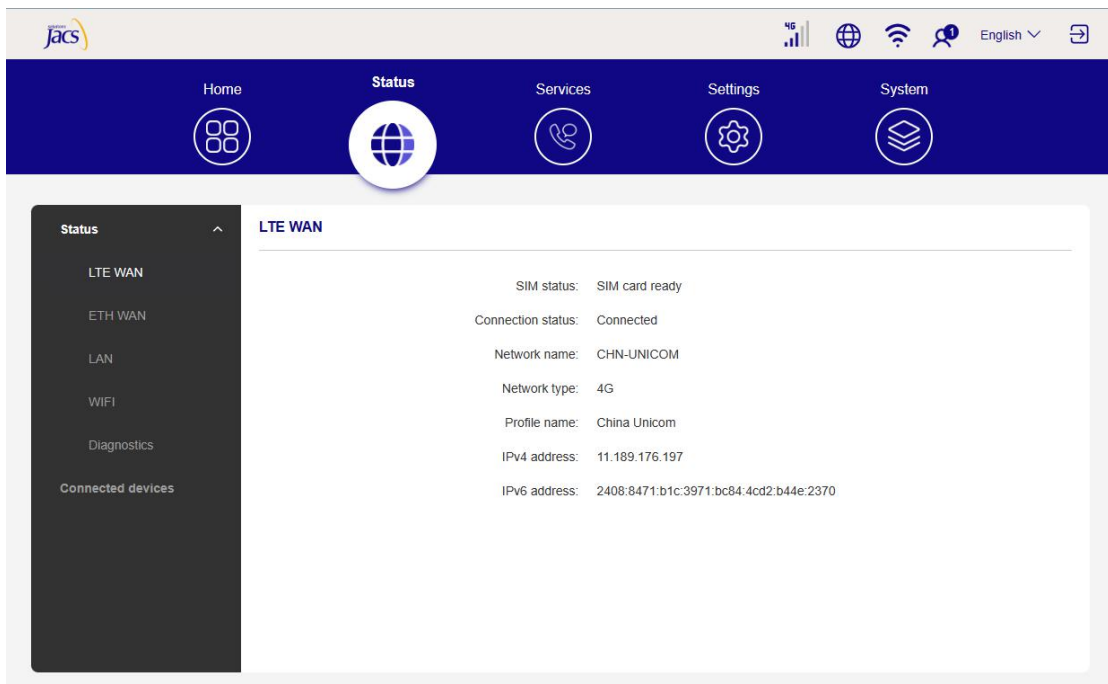 solutions
jacs
4G
1
English
Home
Status
Services
Settings
System
Status
LTE WAN
ETH WAN
LAN
WIFI
Diagnostics
Connected devices
LTE WAN
SIM status: SIM card ready
Connection status: Connected
Network name: CHN-UNICOM
Network type: 4G
Profile name: China Unicom
IPv4 address: 11.189.176.197
IPv6 address: 2408:8471:b1c:3971:bc84:4cd2:b44e:2370